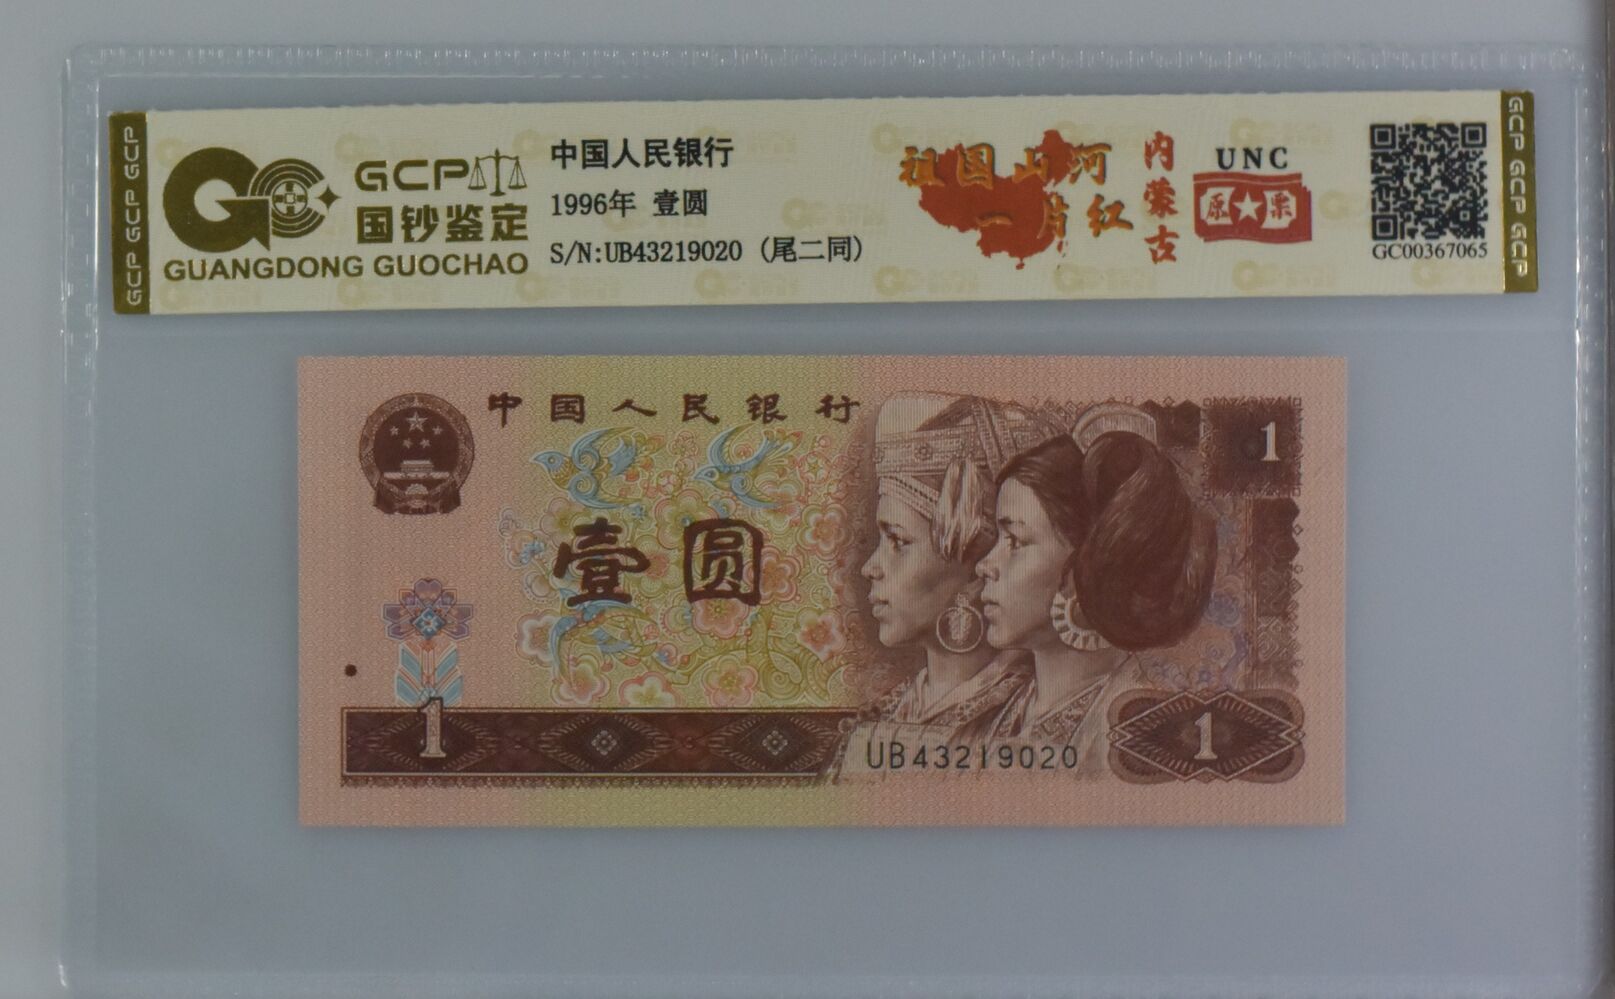 GCP GCP GCP
GCP
国钞鉴定
GUANGDONG GUOCHAO
中国人民银行
1996年 壹圆
S/N:UB43219020 (尾二同)
祖国山河
一片红
内蒙古
UNC
原★票
GC00367065
GCP GCP GCP
中国人民银行
1
壹圆
1
UB43219020
1